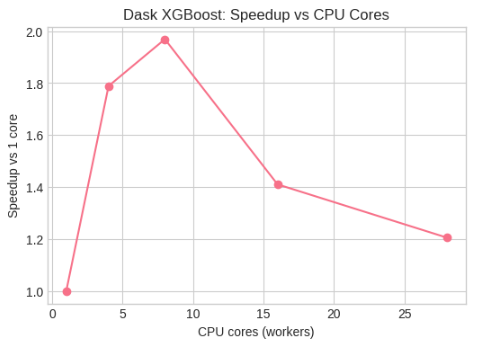 Dask XGBoost: Speedup vs CPU Cores
2.0
1.8
1.6
1.4
1.2
1.0
Speedup vs 1 core
0 5 10 15 20 25
CPU cores (workers)